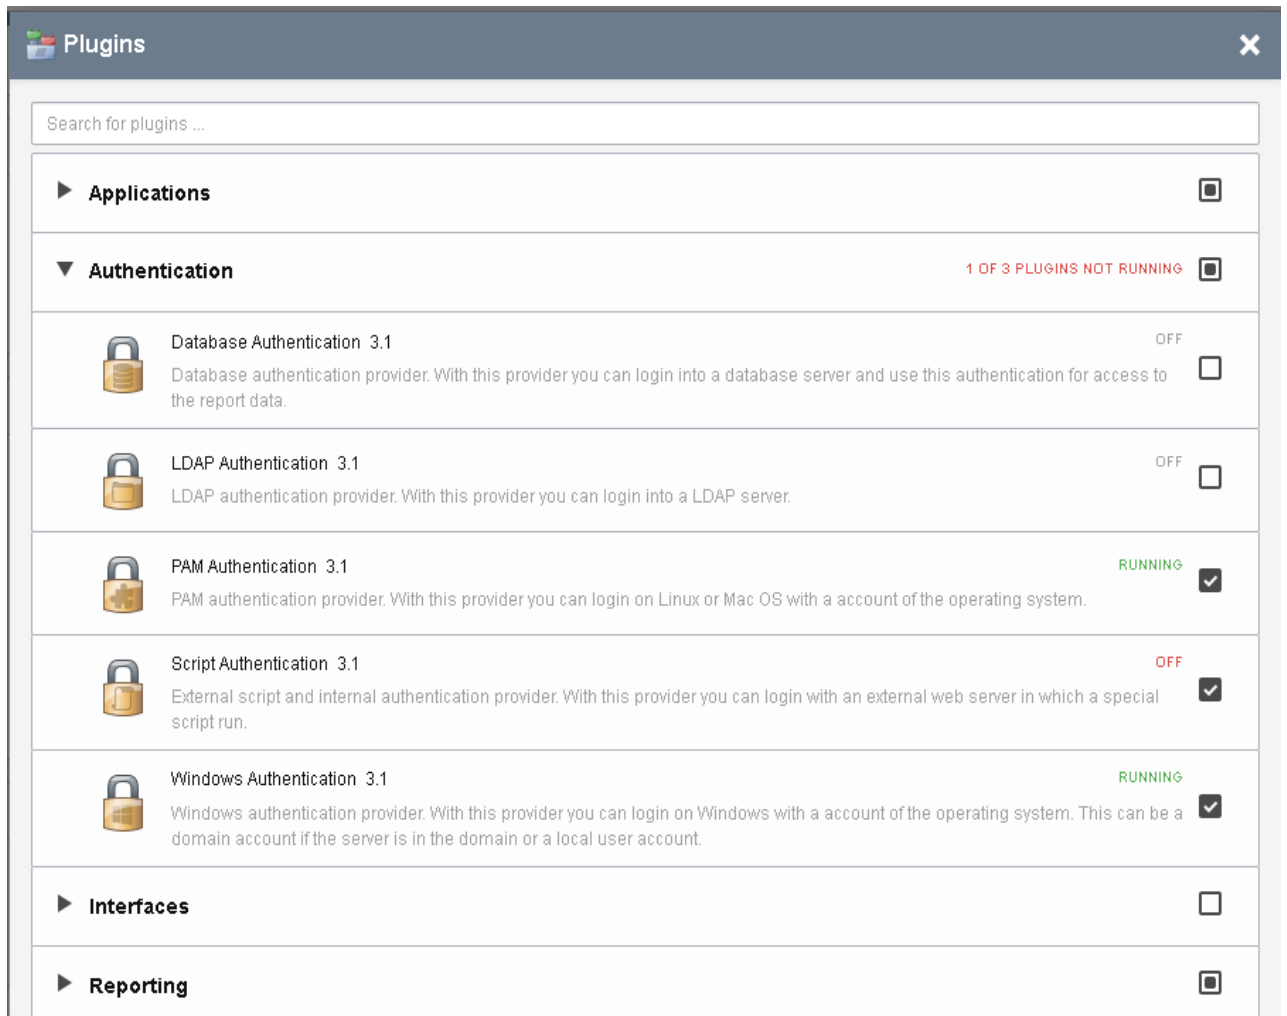 Plugins
Search for plugins ...
Applications
Authentication
1 OF 3 PLUGINS NOT RUNNING
Database Authentication 3.1
OFF
Database authentication provider. With this provider you can login into a database server and use this authentication for access to
the report data.
LDAP Authentication 3.1
OFF
LDAP authentication provider. With this provider you can login into a LDAP server.
PAM Authentication 3.1
RUNNING
PAM authentication provider. With this provider you can login on Linux or Mac OS with a account of the operating system.
Script Authentication 3.1
OFF
External script and internal authentication provider. With this provider you can login with an external web server in which a special
script run.
Windows Authentication 3.1
RUNNING
Windows authentication provider. With this provider you can login on Windows with a account of the operating system. This can be a
domain account if the server is in the domain or a local user account.
Interfaces
Reporting